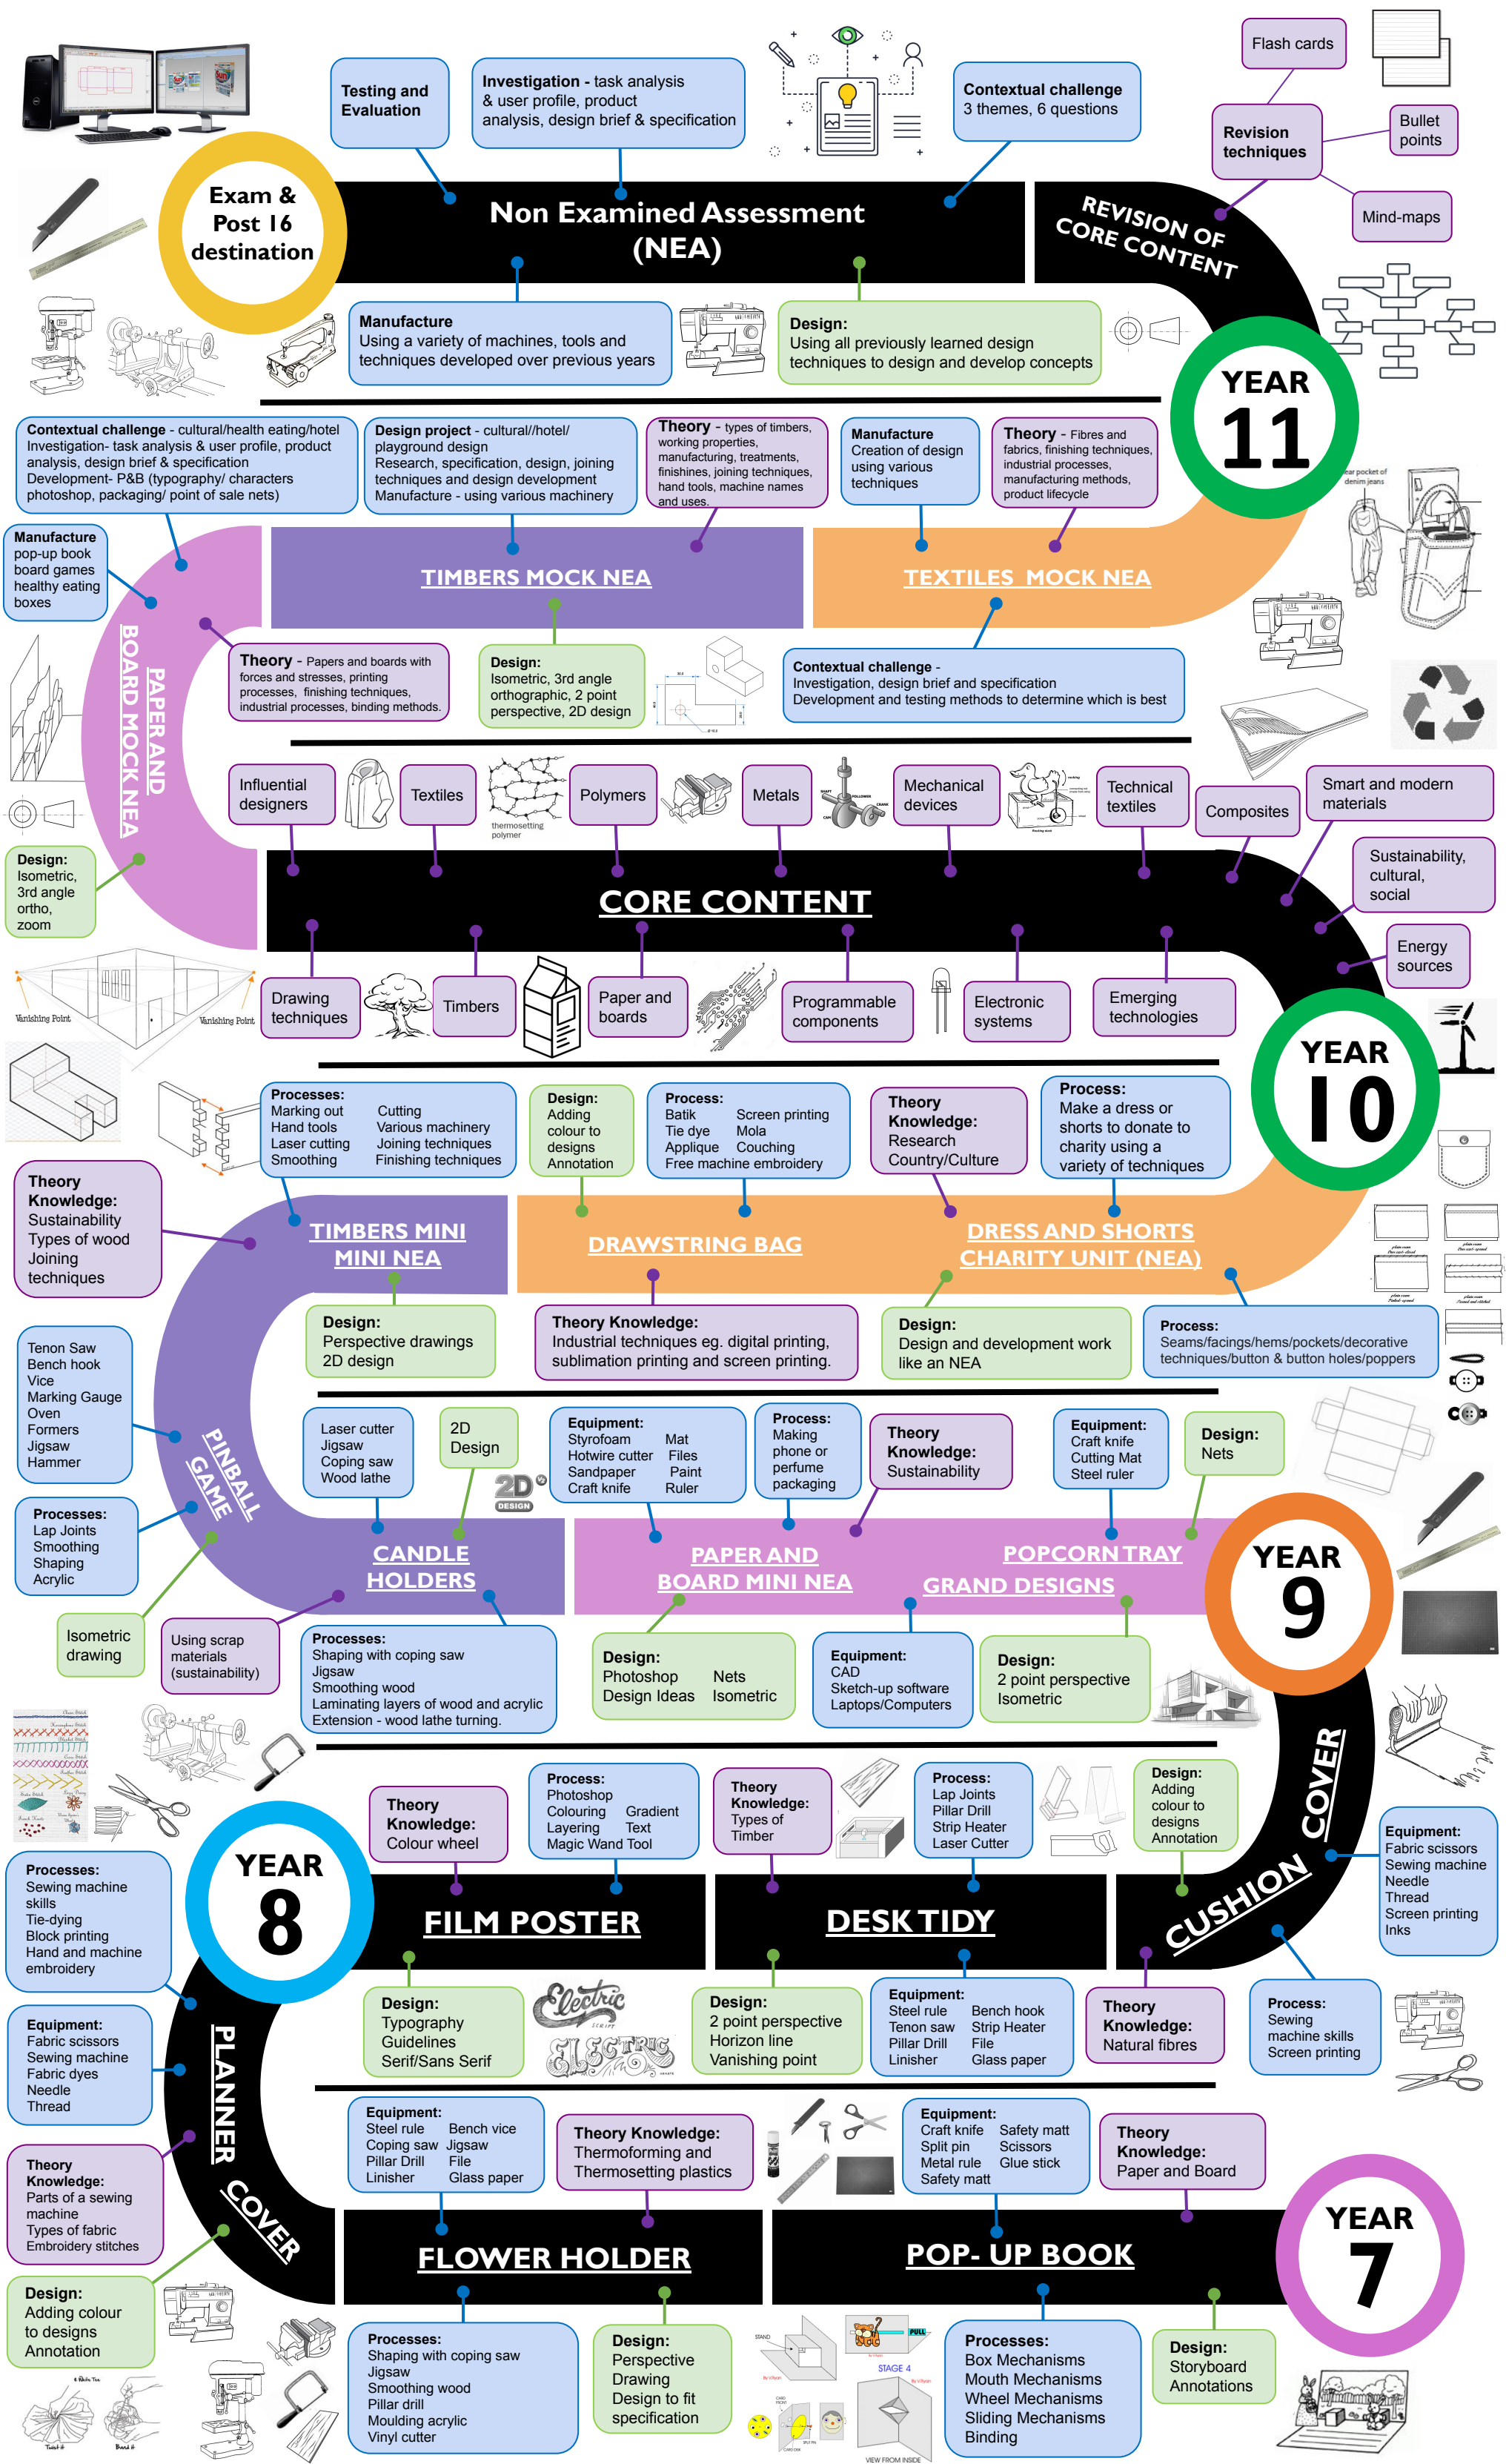 Exam &
Post 16
destination
Testing and
Evaluation
Investigation - task analysis
& user profile, product
analysis, design brief & specification
Contextual challenge
3 themes, 6 questions
Flash cards
Revision
techniques
Bullet
points
Mind-maps
Non Examined Assessment
(NEA)
REVISION OF
CORE CONTENT
Manufacture
Using a variety of machines, tools and
techniques developed over previous years
Design:
Using all previously learned design
techniques to design and develop concepts
YEAR
11
Contextual challenge - cultural/health eating/hotel
Investigation- task analysis & user profile, product
analysis, design brief & specification
Development- P&B (typography/ characters
photoshop, packaging/ point of sale nets)
Design project - cultural//hotel/
playground design
Research, specification, design, joining
techniques and design development
Manufacture - using various machinery
Theory - types of timbers,
working properties,
manufacturing, treatments,
finishines, joining techniques,
hand tools, machine names
and uses.
Manufacture
Creation of design
using various
techniques
Theory - Fibres and
fabrics, finishing techniques,
industrial processes,
manufacturing methods,
product lifecycle
ear pocket of
denim jeans
Manufacture
pop-up book
board games
healthy eating
boxes
TIMBERS MOCK NEA
TEXTILES MOCK NEA
PAPER AND
BOARD MOCK NEA
Theory - Papers and boards with
forces and stresses, printing
processes, finishing techniques,
industrial processes, binding methods.
Design:
Isometric, 3rd angle
orthographic, 2 point
perspective, 2D design
Contextual challenge -
Investigation, design brief and specification
Development and testing methods to determine which is best
Design:
Isometric,
3rd angle
ortho,
zoom
Influential
designers
Textiles
thermosetting
polymer
Polymers
Metals
SHAFT
FOLLOWER
CRANK
CAM
Mechanical
devices
Technical
textiles
Composites
Smart and modern
materials
Sustainability,
cultural,
social
Energy
sources
CORE CONTENT
Drawing
techniques
Timbers
Paper and
boards
Programmable
components
Electronic
systems
Emerging
technologies
Vanishing Point
Vanishing Point
YEAR
10
Processes:
Marking out Cutting
Hand tools Various machinery
Laser cutting Joining techniques
Smoothing Finishing techniques
Design:
Adding
colour to
designs
Annotation
Process:
Batik Screen printing
Tie dye Mola
Applique Couching
Free machine embroidery
Theory
Knowledge:
Research
Country/Culture
Process:
Make a dress or
shorts to donate to
charity using a
variety of techniques
Theory
Knowledge:
Sustainability
Types of wood
Joining
techniques
TIMBERS MINI
MINI NEA
DRAWSTRING BAG
DRESS AND SHORTS
CHARITY UNIT (NEA)
Design:
Perspective drawings
2D design
Theory Knowledge:
Industrial techniques eg. digital printing,
sublimation printing and screen printing.
Design:
Design and development work
like an NEA
Process:
Seams/facings/hems/pockets/decorative
techniques/button & button holes/poppers
Tenon Saw
Bench hook
Vice
Marking Gauge
Oven
Formers
Jigsaw
Hammer
PINBALL
GAME
Processes:
Lap Joints
Smoothing
Shaping
Acrylic
Isometric
drawing
Laser cutter
Jigsaw
Coping saw
Wood lathe
2D
Design
2D
V2
DESIGN
Equipment:
Styrofoam Mat
Hotwire cutter Files
Sandpaper Paint
Craft knife Ruler
Process:
Making
phone or
perfume
packaging
Theory
Knowledge:
Sustainability
Equipment:
Craft knife
Cutting Mat
Steel ruler
Design:
Nets
CANDLE
HOLDERS
PAPER AND
BOARD MINI NEA
POPCORN TRAY
GRAND DESIGNS
YEAR
9
Using scrap
materials
(sustainability)
Processes:
Shaping with coping saw
Jigsaw
Smoothing wood
Laminating layers of wood and acrylic
Extension - wood lathe turning.
Design:
Photoshop Nets
Design Ideas Isometric
Equipment:
CAD
Sketch-up software
Laptops/Computers
Design:
2 point perspective
Isometric
CUSHION COVER
Theory
Knowledge:
Colour wheel
Process:
Photoshop
Colouring Gradient
Layering Text
Magic Wand Tool
Theory
Knowledge:
Types of
Timber
Process:
Lap Joints
Pillar Drill
Strip Heater
Laser Cutter
Design:
Adding
colour to
designs
Annotation
Equipment:
Fabric scissors
Sewing machine
Needle
Thread
Screen printing
Inks
YEAR
8
FILM POSTER
DESK TIDY
Processes:
Sewing machine
skills
Tie-dying
Block printing
Hand and machine
embroidery
Design:
Typography
Guidelines
Serif/Sans Serif
Electric
SCRIPT
ELECTRIC
Design:
2 point perspective
Horizon line
Vanishing point
Equipment:
Steel rule Bench hook
Tenon saw Strip Heater
Pillar Drill File
Linisher Glass paper
Theory
Knowledge:
Natural fibres
Process:
Sewing
machine skills
Screen printing
Equipment:
Fabric scissors
Sewing machine
Fabric dyes
Needle
Thread
PLANNER COVER
Theory
Knowledge:
Parts of a sewing
machine
Types of fabric
Embroidery stitches
Design:
Adding colour
to designs
Annotation
Equipment:
Steel rule Bench vice
Coping saw Jigsaw
Pillar Drill File
Linisher Glass paper
Theory Knowledge:
Thermoforming and
Thermosetting plastics
Equipment:
Craft knife Safety matt
Split pin Scissors
Metal rule Glue stick
Safety matt
Theory
Knowledge:
Paper and Board
FLOWER HOLDER
POP- UP BOOK
YEAR
7
Processes:
Shaping with coping saw
Jigsaw
Smoothing wood
Pillar drill
Moulding acrylic
Vinyl cutter
Design:
Perspective
Drawing
Design to fit
specification
STAND
PULL
STAGE 4
VIEW FROM INSIDE
Processes:
Box Mechanisms
Mouth Mechanisms
Wheel Mechanisms
Sliding Mechanisms
Binding
Design:
Storyboard
Annotations
Twist it
Band it